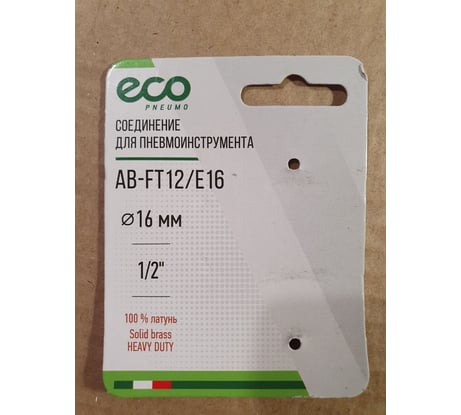 eco
PNEUMO
СОЕДИНЕНИЕ
ДЛЯ ПНЕВМОИНСТРУМЕНТА
AB-FT12/E16
⌀16 мм
1/2"
100 % латунь
Solid brass
HEAVY DUTY